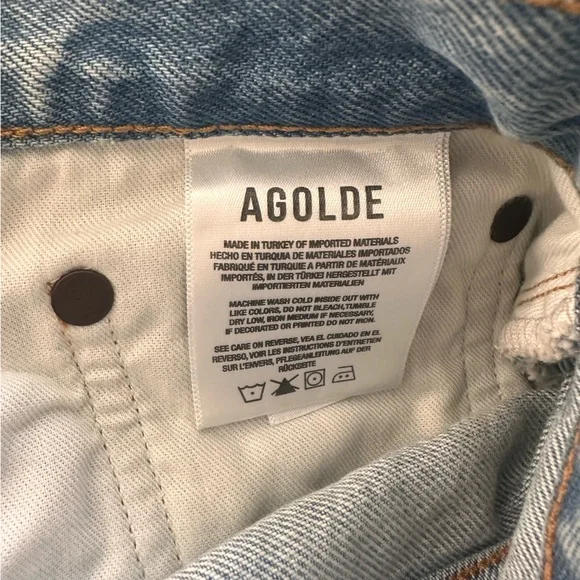 AGOLDE
MADE IN TURKEY OF IMPORTED MATERIALS
HECHO EN TURQUIA DE MATERIALES IMPORTADOS
FABRIQUÉ EN TURQUIE A PARTIR DE MATÉRIAUX
IMPORTÉS, IN DER TÜRKEI HERGESTELLT MIT
IMPORTIERTEN MATERIALIEN
MACHINE WASH COLD INSIDE OUT WITH
LIKE COLORS, DO NOT BLEACH,TUMBLE
DRY LOW, IRON MEDIUM IF NECESSARY,
IF DECORATED OR PRINTED DO NOT IRON.
SEE CARE ON REVERSE, VEA EL CUIDADO EN EL
REVERSO, VOIR LES INSTRUCTIONS D'ENTRETIEN
SUR L'ENVERS, PFLEGEANLEITUNG AUF DER
RÜCKSEITE